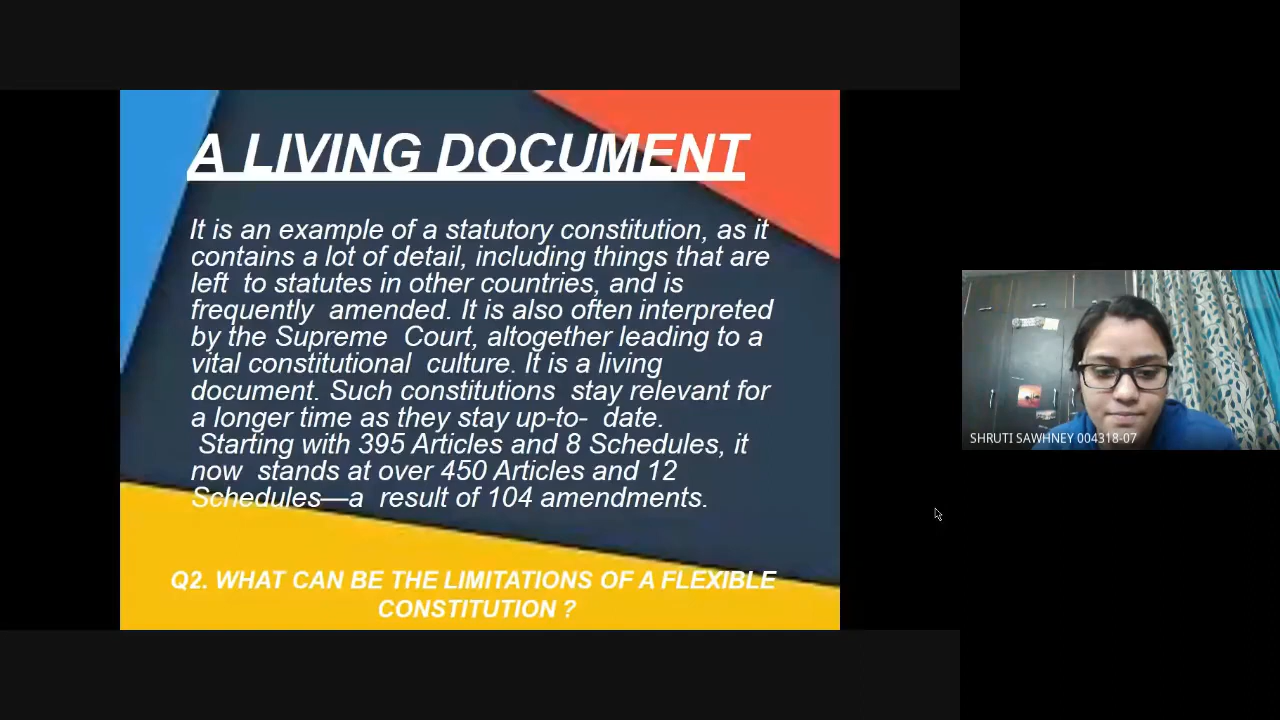 A LIVING DOCUMENT
It is an example of a statutory constitution, as it
contains a lot of detail, including things that are
left to statutes in other countries, and is
frequently amended. It is also often interpreted
by the Supreme Court, altogether leading to a
vital constitutional culture. It is a living
document. Such constitutions stay relevant for
a longer time as they stay up-to- date.
Starting with 395 Articles and 8 Schedules, it
now stands at over 450 Articles and 12
Schedules—a result of 104 amendments.
Q2. WHAT CAN BE THE LIMITATIONS OF A FLEXIBLE
CONSTITUTION ?
SHRUTI SAWHNEY 004318-07